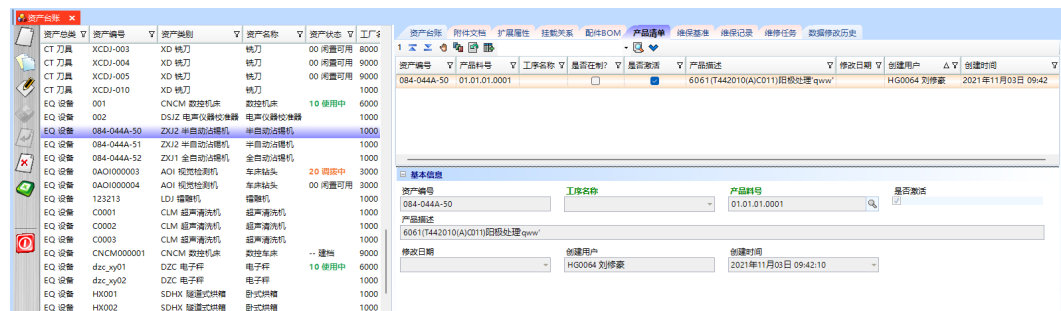 资产台账
资产总类 资产编号 资产类别 资产名称 资产状态 工厂名
CT 刀具 XCDJ-003 XD 铣刀 铣刀 00 闲置可用 8000
CT 刀具 XCDJ-004 XD 铣刀 铣刀 00 闲置可用 9000
CT 刀具 XCDJ-005 XD 铣刀 铣刀 00 闲置可用 9000
CT 刀具 XCDJ-010 XD 铣刀 铣刀 1000
EQ 设备 001 CNCM 数控机床 数控机床 10 使用中 6000
EQ 设备 002 DSJZ 电声仪器校准器 电声仪器校准器 1000
EQ 设备 084-044A-50 ZXJ2 半自动沾锡机 半自动沾锡机 1000
EQ 设备 084-044A-51 ZXJ2 半自动沾锡机 半自动沾锡机 1000
EQ 设备 084-044A-52 ZXJ1 全自动沾锡机 全自动沾锡机 1000
EQ 设备 0AOI000003 AOI 视觉检测机 车床钻头 20 调拨中 3000
EQ 设备 0AOI000004 AOI 视觉检测机 车床钻头 00 闲置可用 3000
EQ 设备 123213 LDJ 镭雕机 镭雕机 1000
EQ 设备 C0001 CLM 超声清洗机 超声清洗机 1000
EQ 设备 C0002 CLM 超声清洗机 超声清洗机 1000
EQ 设备 C0003 CLM 超声清洗机 超声清洗机 1000
EQ 设备 CNCM000001 CNCM 数控机床 数控车床 -- 建档 9000
EQ 设备 dzc_xy01 DZC 电子秤 电子秤 10 使用中 6000
EQ 设备 dzc_xy02 DZC 电子秤 电子秤 1000
EQ 设备 HX001 SDHX 隧道式烘箱 卧式烘箱 1000
EQ 设备 HX002 SDHX 隧道式烘箱 卧式烘箱 1000
资产台账 附件文档 扩展属性 挂载关系 配件BOM 产品清单 维保基准 维保记录 维修任务 数据修改历史
1
资产编号 产品料号 工序名称 是否在制? 是否激活 产品描述 修改日期 创建用户 创建时间
084-044A-50 01.01.01.0001 6061(T442010(A)C011)阳极处理'qww' HG0064 刘修豪 2021年11月03日 09:42
基本信息
资产编号 工序名称 产品料号 是否激活
084-044A-50 01.01.01.0001
产品描述
6061(T442010(A)C011)阳极处理'qww'
修改日期 创建用户 创建时间
HG0064 刘修豪 2021年11月03日 09:42:10